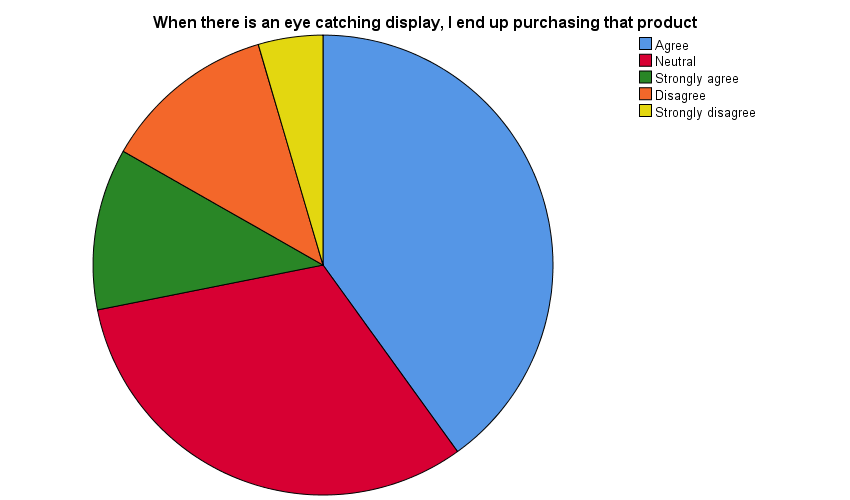 When there is an eye catching display, I end up purchasing that product
Agree
Neutral
Strongly agree
Disagree
Strongly disagree